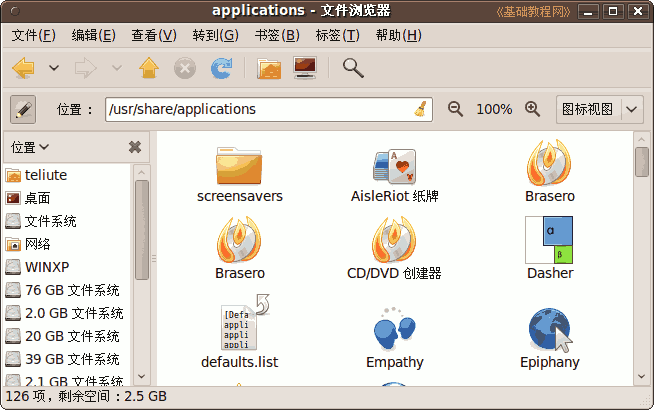 applications - 文件浏览器
《基础教程网》
文件(F) 编辑(E) 查看(V) 转到(G) 书签(B) 标签(T) 帮助(H)
位置： /usr/share/applications 100% 图标视图
位置
teliute
桌面
文件系统
网络
WINXP
76 GB 文件系统
2.0 GB 文件系统
20 GB 文件系统
39 GB 文件系统
2.1 GB 文件系统
screensavers
AisleRiot 纸牌
Brasero
Brasero
CD/DVD 创建器
α
β
Dasher
[Defa
appli
appli
appli
defaults.list
Empathy
Epiphany
126 项，剩余空间：2.5 GB